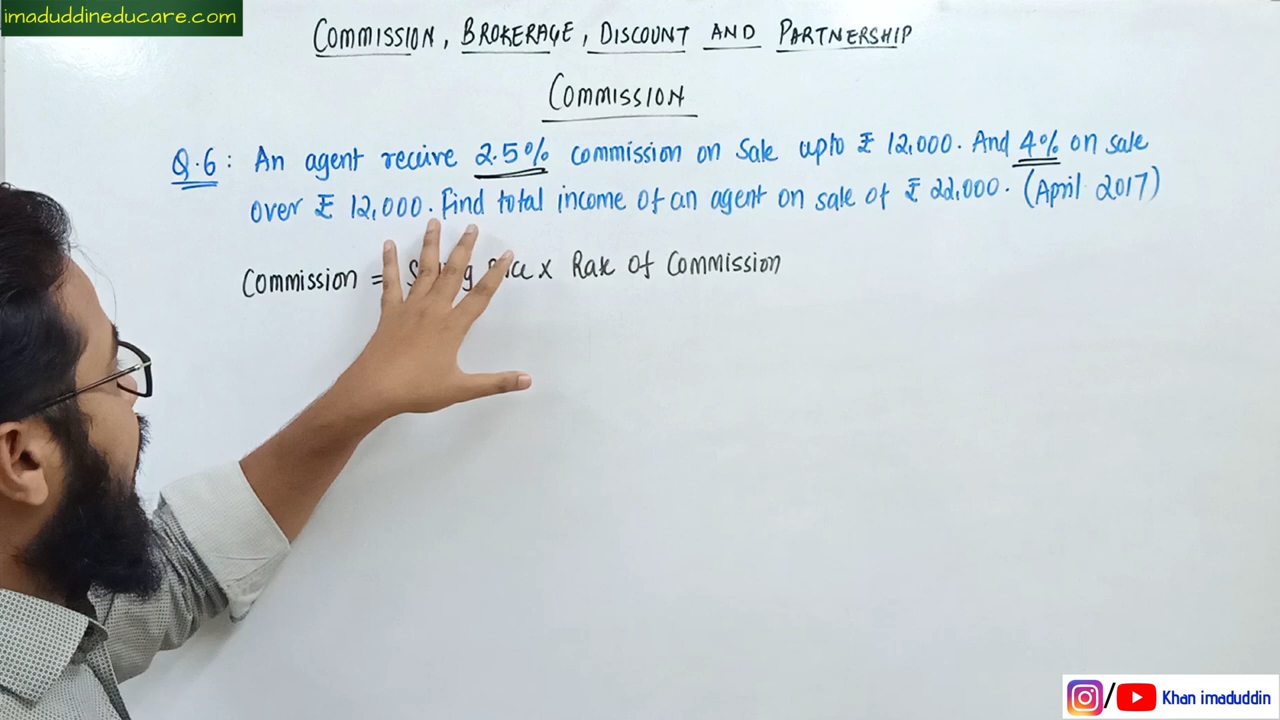 imaduddineducare.com
COMMISSION, BROKERAGE, DISCOUNT AND PARTNERSHIP
COMMISSION
Q.6: An agent receive 2.5% commission on Sale upto ₹ 12,000. And 4% on sale
over ₹ 12,000. Find total income of an agent on sale of ₹ 22,000. (April 2017)
Commission = × Rate Of Commission
Khan imaduddin